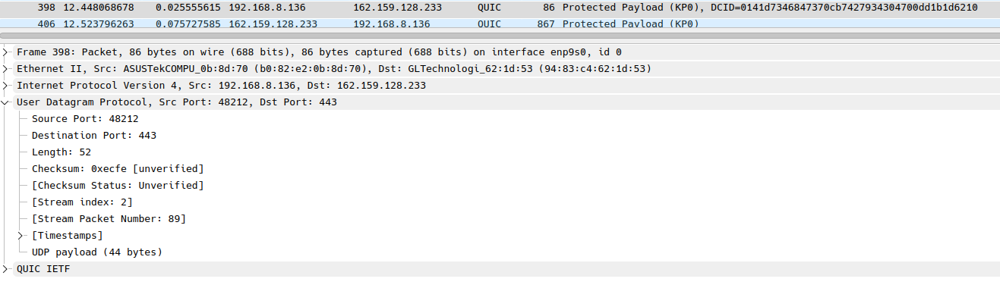 398 12.448068678 0.025555615 192.168.8.136 162.159.128.233 QUIC 86 Protected Payload (KP0), DCID=0141d7346847370cb7427934304700dd1b1d6210
406 12.523796263 0.075727585 162.159.128.233 192.168.8.136 QUIC 867 Protected Payload (KP0)
Frame 398: Packet, 86 bytes on wire (688 bits), 86 bytes captured (688 bits) on interface enp9s0, id 0
Ethernet II, Src: ASUSTekCOMPU_0b:8d:70 (b0:82:e2:0b:8d:70), Dst: GLTechnologi_62:1d:53 (94:83:c4:62:1d:53)
Internet Protocol Version 4, Src: 192.168.8.136, Dst: 162.159.128.233
User Datagram Protocol, Src Port: 48212, Dst Port: 443
Source Port: 48212
Destination Port: 443
Length: 52
Checksum: 0xecfe [unverified]
[Checksum Status: Unverified]
[Stream index: 2]
[Stream Packet Number: 89]
[Timestamps]
UDP payload (44 bytes)
QUIC IETF